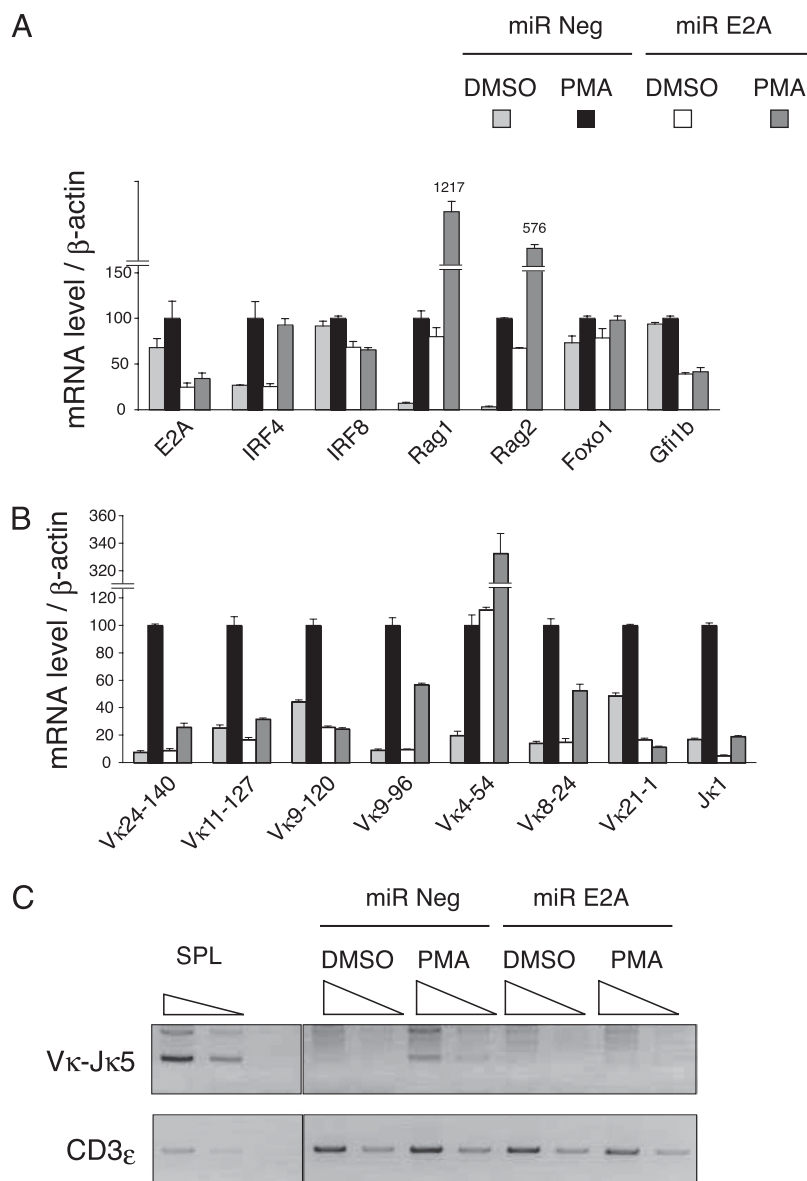 A
miR Neg miR E2A
DMSO PMA DMSO PMA
mRNA level / β-actin
1217
576
150
100
50
0
E2A IRF4 IRF8 Rag1 Rag2 Foxo1 Gfi1b
B
mRNA level / β-actin
360
340
320
120
100
80
60
40
20
0
Vκ24-140 Vκ11-127 Vκ9-120 Vκ9-96 Vκ4-54 Vκ8-24 Vκ21-1 Jκ1
C
miR Neg miR E2A
SPL DMSO PMA DMSO PMA
Vκ-Jκ5
CD3ε